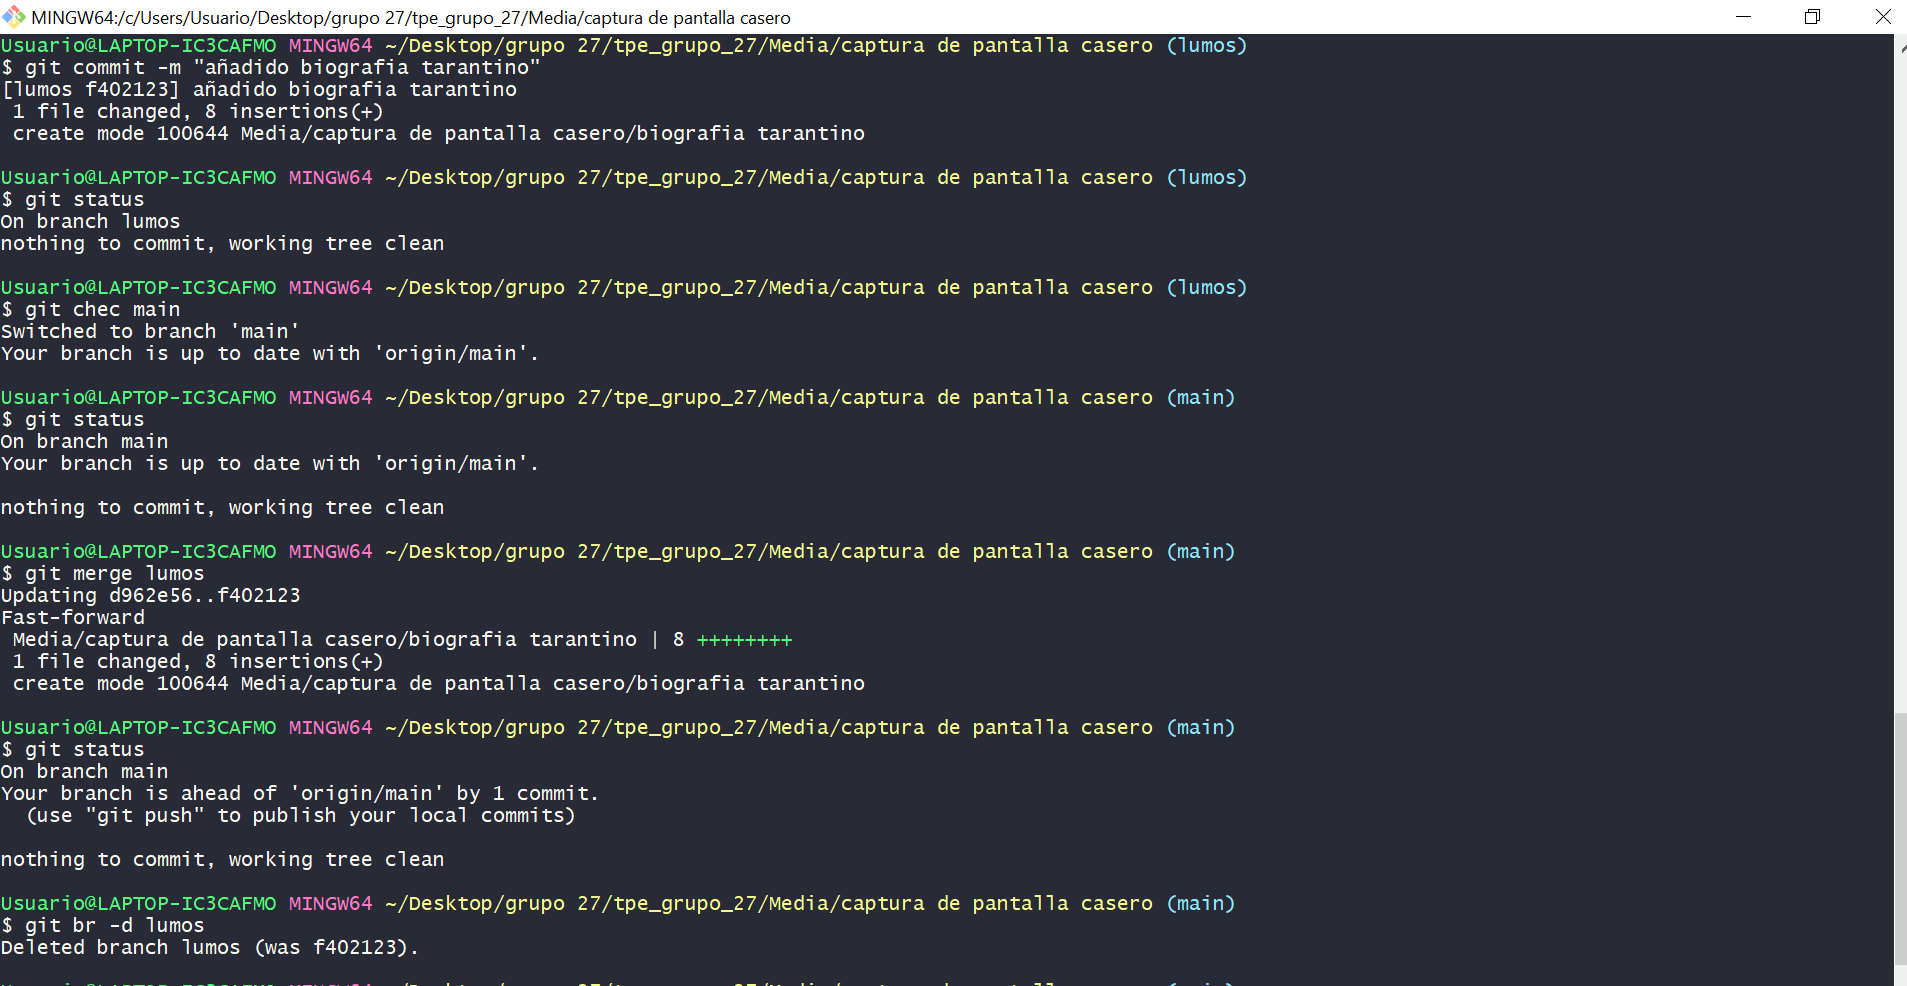 MINGW64:/c/Users/Usuario/Desktop/grupo 27/tpe_grupo_27/Media/captura de pantalla casero
Usuario@LAPTOP-IC3CAFMO MINGW64 ~/Desktop/grupo 27/tpe_grupo_27/Media/captura de pantalla casero (lumos)
$ git commit -m "añadido biografia tarantino"
[lumos f402123] añadido biografia tarantino
 1 file changed, 8 insertions(+)
 create mode 100644 Media/captura de pantalla casero/biografia tarantino

Usuario@LAPTOP-IC3CAFMO MINGW64 ~/Desktop/grupo 27/tpe_grupo_27/Media/captura de pantalla casero (lumos)
$ git status
On branch lumos
nothing to commit, working tree clean

Usuario@LAPTOP-IC3CAFMO MINGW64 ~/Desktop/grupo 27/tpe_grupo_27/Media/captura de pantalla casero (lumos)
$ git chec main
Switched to branch 'main'
Your branch is up to date with 'origin/main'.

Usuario@LAPTOP-IC3CAFMO MINGW64 ~/Desktop/grupo 27/tpe_grupo_27/Media/captura de pantalla casero (main)
$ git status
On branch main
Your branch is up to date with 'origin/main'.

nothing to commit, working tree clean

Usuario@LAPTOP-IC3CAFMO MINGW64 ~/Desktop/grupo 27/tpe_grupo_27/Media/captura de pantalla casero (main)
$ git merge lumos
Updating d962e56..f402123
Fast-forward
 Media/captura de pantalla casero/biografia tarantino | 8 ++++++++
 1 file changed, 8 insertions(+)
 create mode 100644 Media/captura de pantalla casero/biografia tarantino

Usuario@LAPTOP-IC3CAFMO MINGW64 ~/Desktop/grupo 27/tpe_grupo_27/Media/captura de pantalla casero (main)
$ git status
On branch main
Your branch is ahead of 'origin/main' by 1 commit.
  (use "git push" to publish your local commits)

nothing to commit, working tree clean

Usuario@LAPTOP-IC3CAFMO MINGW64 ~/Desktop/grupo 27/tpe_grupo_27/Media/captura de pantalla casero (main)
$ git br -d lumos
Deleted branch lumos (was f402123).